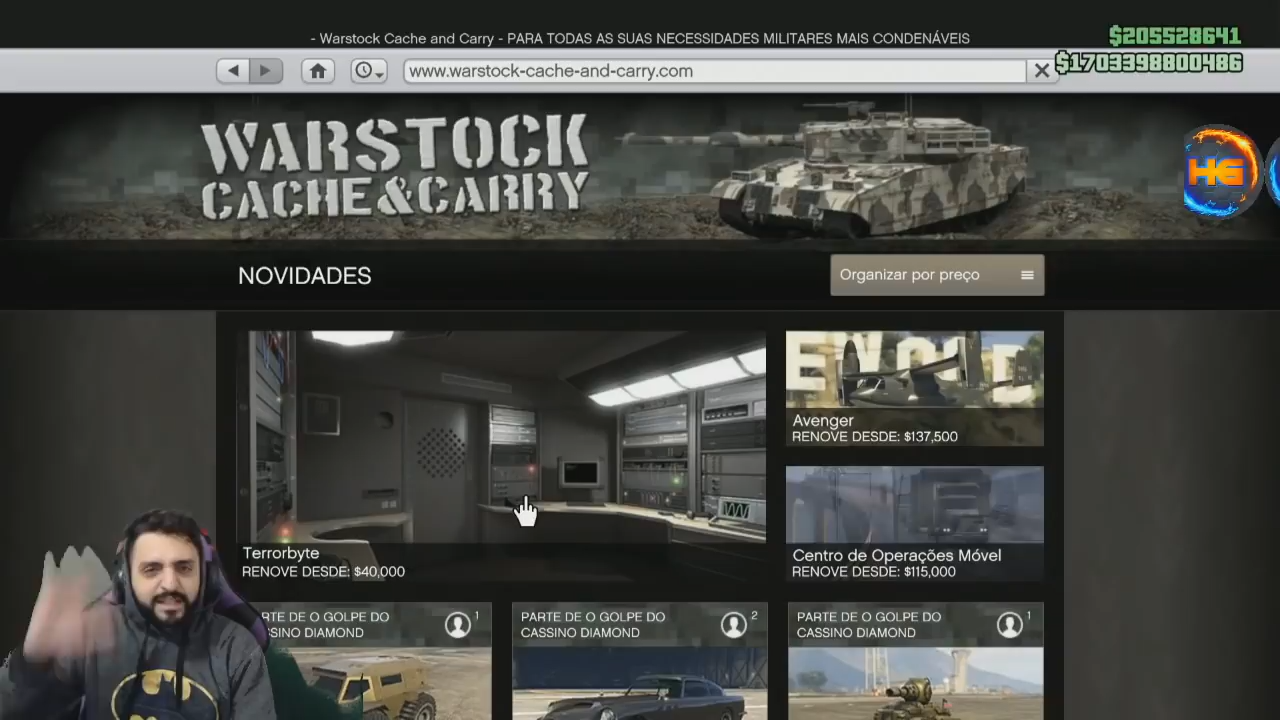 - Warstock Cache and Carry - PARA TODAS AS SUAS NECESSIDADES MILITARES MAIS CONDENÁVEIS
$205528641
$1703398800486
www.warstock-cache-and-carry.com
WARSTOCK
CACHE&CARRY
HG
NOVIDADES
Organizar por preço
Avenger
RENOVE DESDE: $137,500
Terrorbyte
RENOVE DESDE: $40,000
Centro de Operações Móvel
RENOVE DESDE: $115,000
RTE DE O GOLPE DO
SSINO DIAMOND
1
PARTE DE O GOLPE DO
CASSINO DIAMOND
2
PARTE DE O GOLPE DO
CASSINO DIAMOND
1